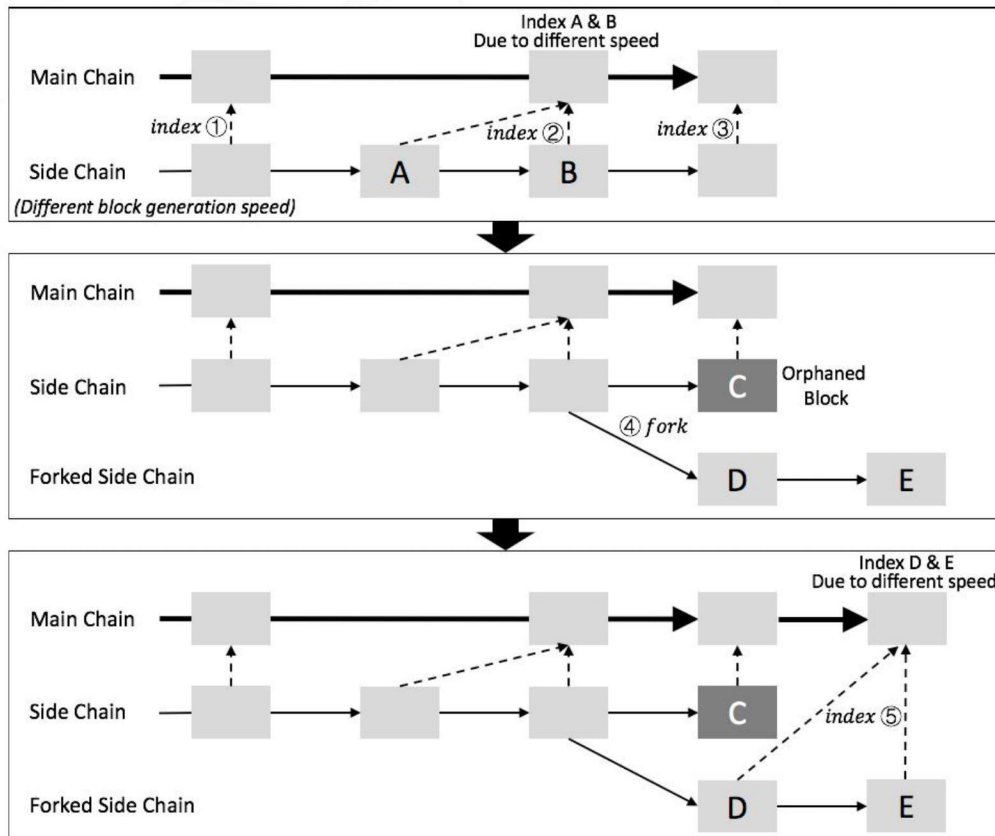 Index A & B
Due to different speed
Main Chain
index ①
index ②
index ③
Side Chain
A
B
(Different block generation speed)
Main Chain
Side Chain
C
Orphaned
Block
④ fork
Forked Side Chain
D
E
Index D & E
Due to different speed
Main Chain
Side Chain
C
index ⑤
Forked Side Chain
D
E